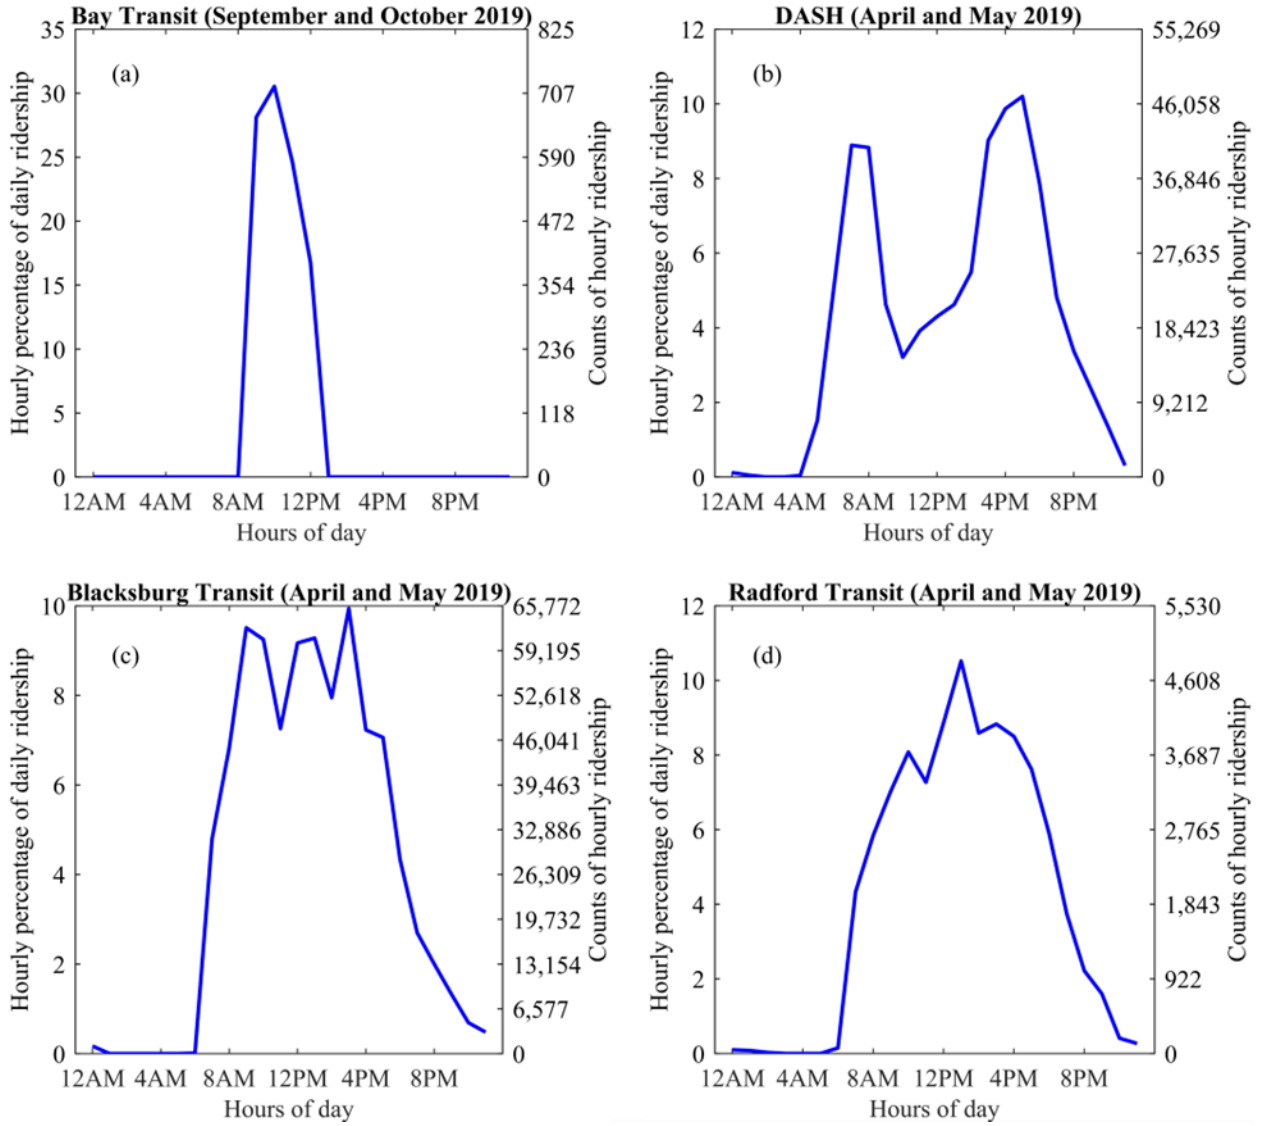 Bay Transit (September and October 2019)
(a)
Hourly percentage of daily ridership
35
30
25
20
15
10
5
0
825
707
590
472
354
236
118
0
Counts of hourly ridership
12AM 4AM 8AM 12PM 4PM 8PM
Hours of day
DASH (April and May 2019)
(b)
Hourly percentage of daily ridership
12
10
8
6
4
2
0
55,269
46,058
36,846
27,635
18,423
9,212
0
Counts of hourly ridership
12AM 4AM 8AM 12PM 4PM 8PM
Hours of day
Blacksburg Transit (April and May 2019)
(c)
Hourly percentage of daily ridership
10
8
6
4
2
0
65,772
59,195
52,618
46,041
39,463
32,886
26,309
19,732
13,154
6,577
0
Counts of hourly ridership
12AM 4AM 8AM 12PM 4PM 8PM
Hours of day
Radford Transit (April and May 2019)
(d)
Hourly percentage of daily ridership
12
10
8
6
4
2
0
5,530
4,608
3,687
2,765
1,843
922
0
Counts of hourly ridership
12AM 4AM 8AM 12PM 4PM 8PM
Hours of day